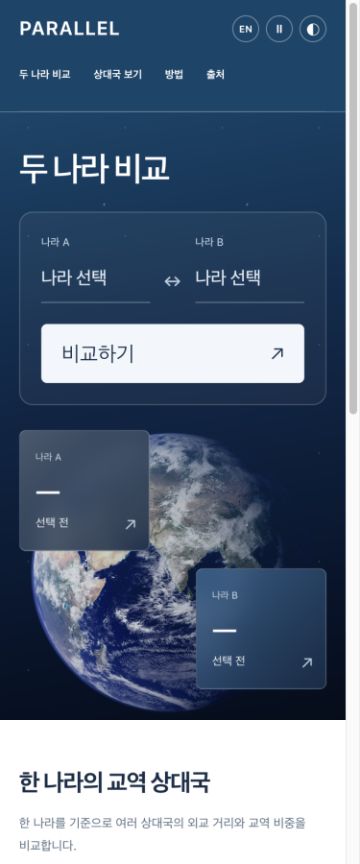 PARALLEL
EN
두 나라 비교 상대국 보기 방법 출처
두 나라 비교
나라 A 나라 B
나라 선택 ↔ 나라 선택
비교하기
나라 A
—
선택 전
나라 B
—
선택 전
한 나라의 교역 상대국
한 나라를 기준으로 여러 상대국의 외교 거리와 교역 비중을
비교합니다.